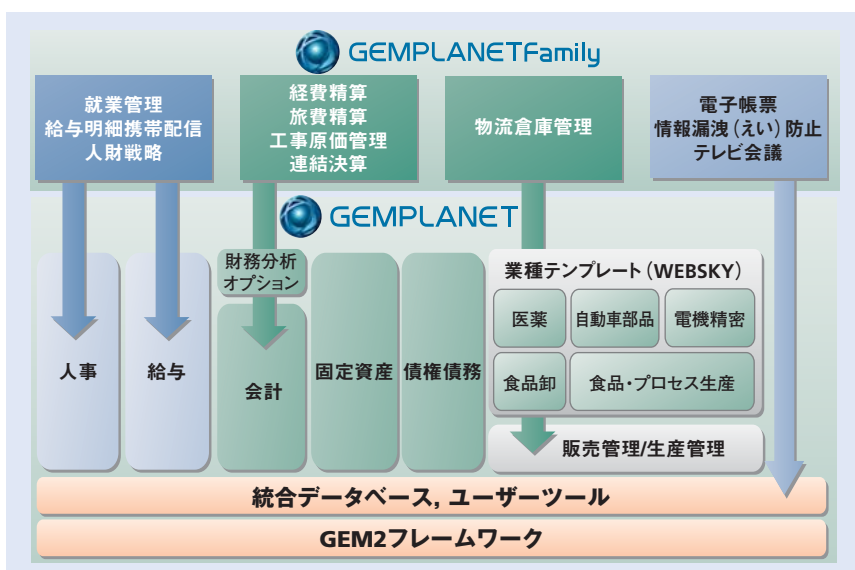 GEMPLANETFamily
就業管理
給与明細携帯配信
人財戦略
経費精算
旅費精算
工事原価管理
連結決算
物流倉庫管理
電子帳票
情報漏洩（えい）防止
テレビ会議
GEMPLANET
人事
給与
財務分析
オプション
会計
固定資産
債権債務
業種テンプレート（WEBSKY）
医薬
自動車部品
電機精密
食品卸
食品・プロセス生産
販売管理/生産管理
統合データベース, ユーザーツール
GEM2フレームワーク